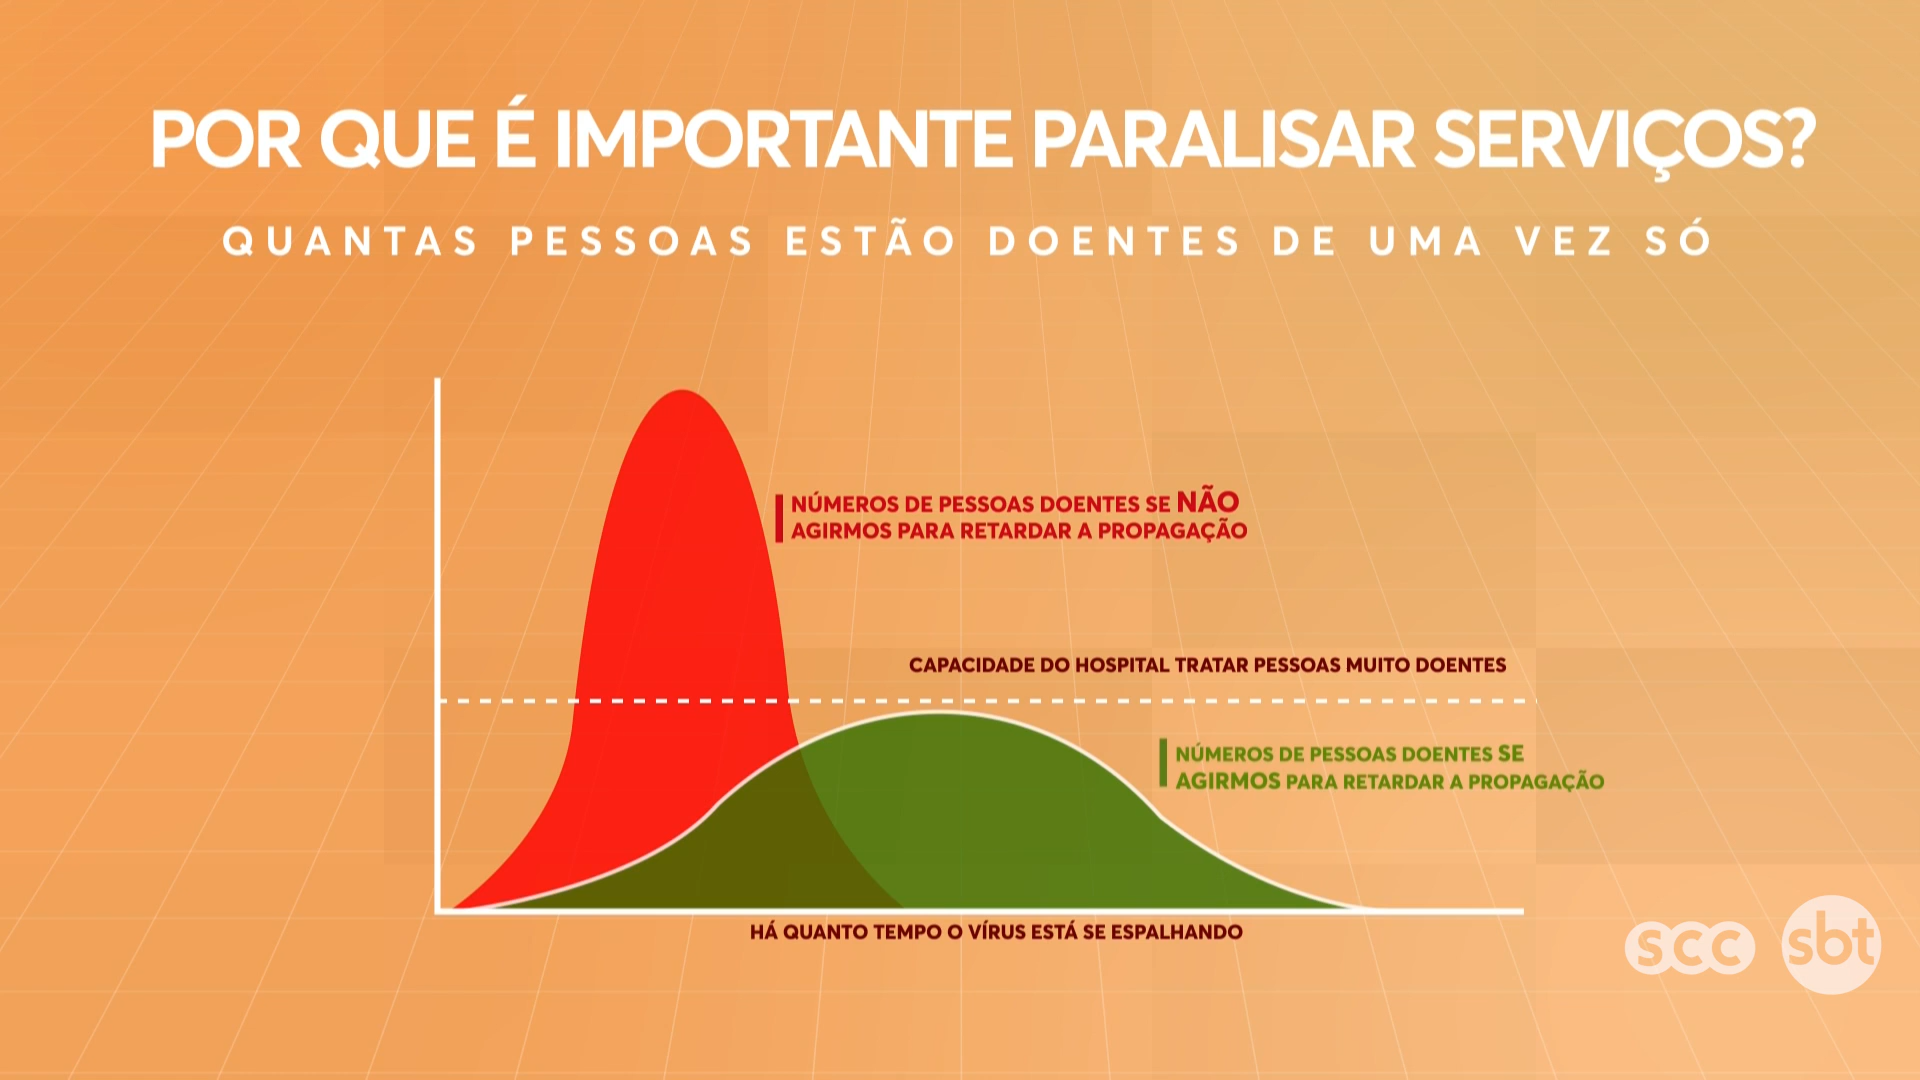 POR QUE É IMPORTANTE PARALISAR SERVIÇOS?
QUANTAS PESSOAS ESTÃO DOENTES DE UMA VEZ SÓ
NÚMEROS DE PESSOAS DOENTES SE NÃO
AGIRMOS PARA RETARDAR A PROPAGAÇÃO
CAPACIDADE DO HOSPITAL TRATAR PESSOAS MUITO DOENTES
NÚMEROS DE PESSOAS DOENTES SE
AGIRMOS PARA RETARDAR A PROPAGAÇÃO
HÁ QUANTO TEMPO O VÍRUS ESTÁ SE ESPALHANDO
scc sbt